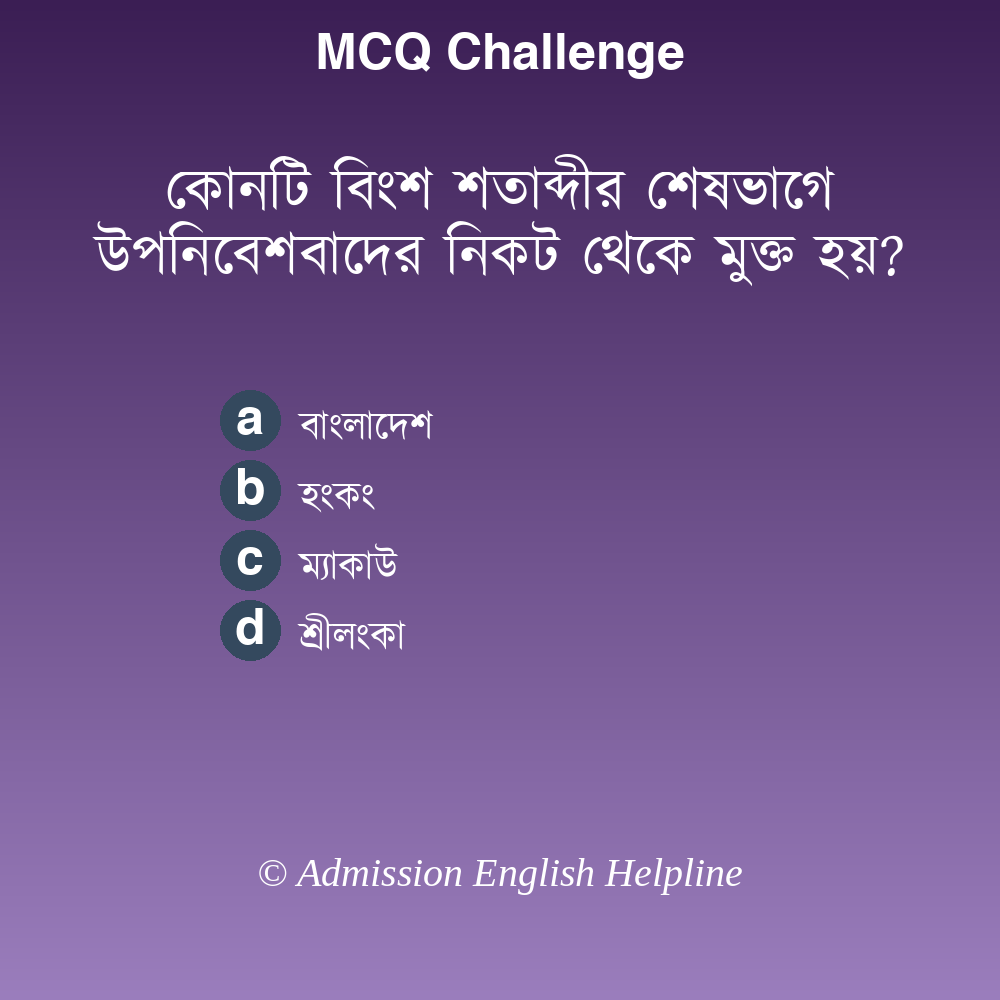 MCQ Challenge
কোনটি বিংশ শতাব্দীর শেষভাগে
উপনিবেশবাদের নিকট থেকে মুক্ত হয়?
a বাংলাদেশ
b হংকং
c ম্যাকাউ
d শ্রীলংকা
© Admission English Helpline